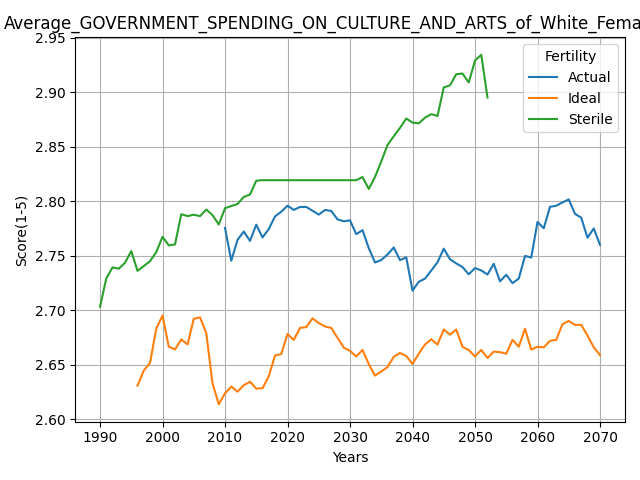 Average_GOVERNMENT_SPENDING_ON_CULTURE_AND_ARTS_of_White_Fema
2.95
2.90
2.85
2.80
2.75
2.70
2.65
2.60
Score(1-5)
Fertility
Actual
Ideal
Sterile
1990 2000 2010 2020 2030 2040 2050 2060 2070
Years